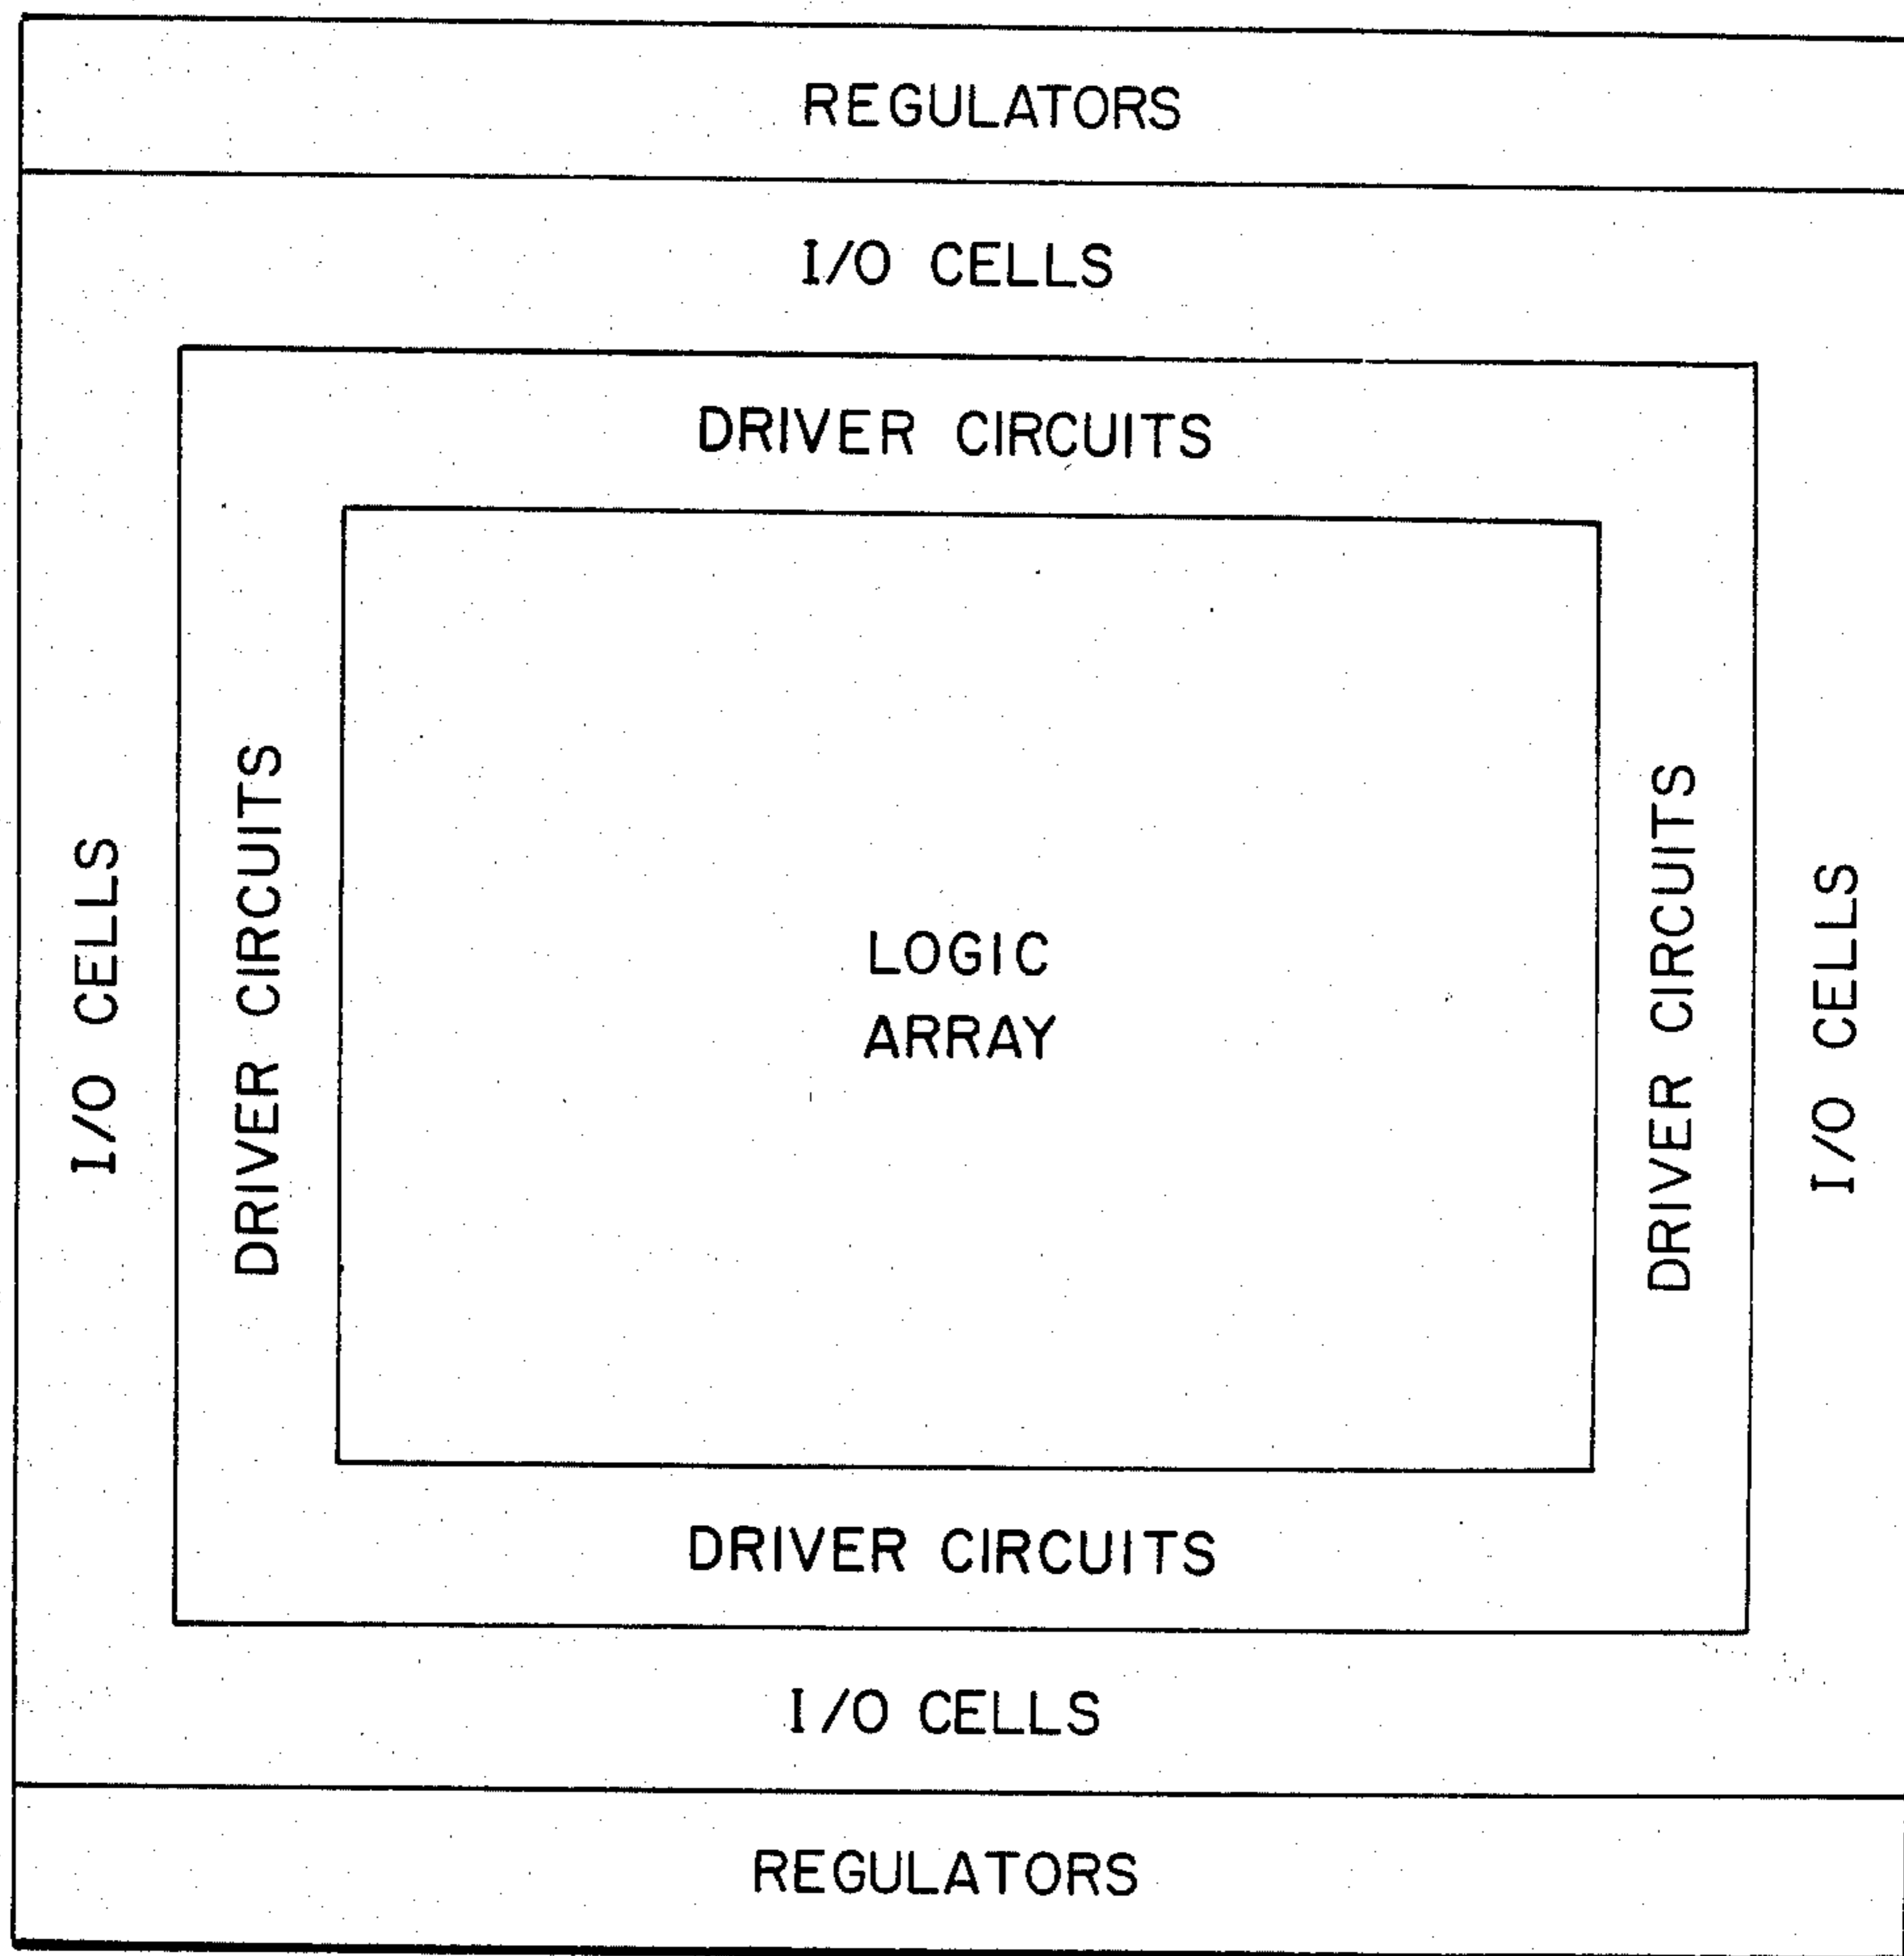 REGULATORS
I/O CELLS
DRIVER CIRCUITS
I/O CELLS
DRIVER CIRCUITS
LOGIC
ARRAY
DRIVER CIRCUITS
I/O CELLS
DRIVER CIRCUITS
I/O CELLS
REGULATORS